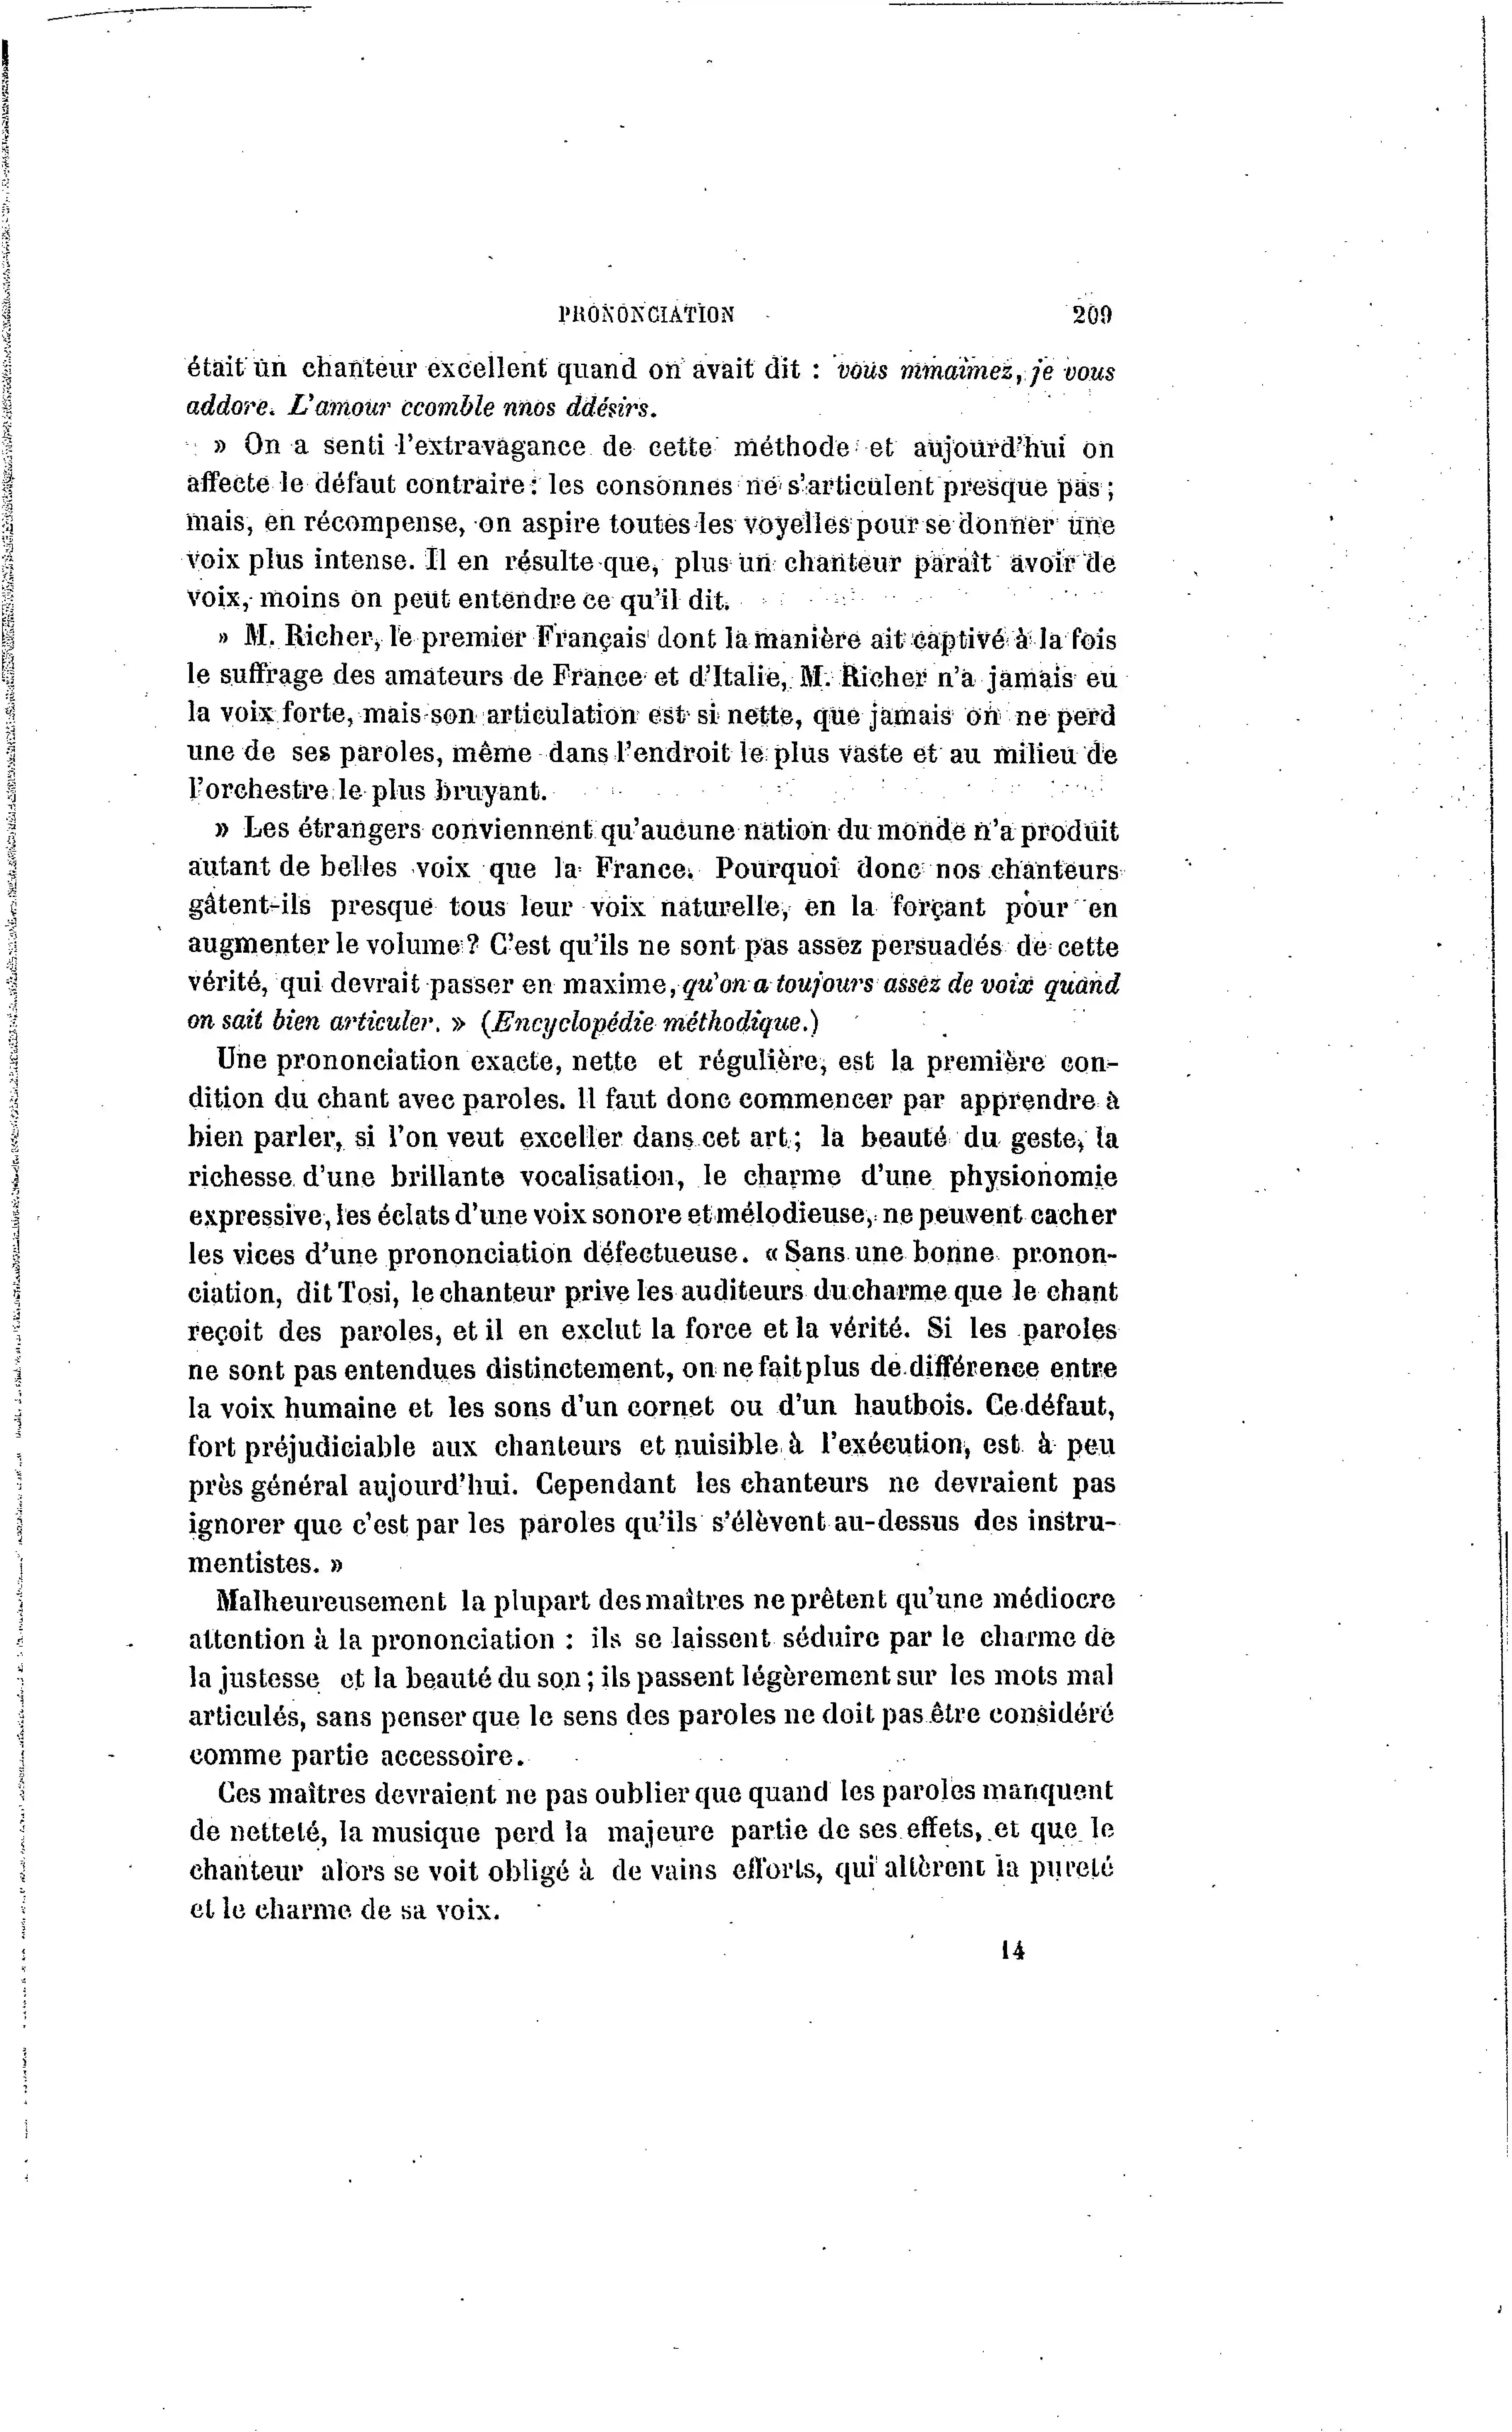 PRONONCIATION 209
était un chanteur excellent quand on avait dit : vous mmaimez, je vous
addore. L'amour ccomble nnos ddésirs.
» On a senti l'extravagance de cette méthode et aujourd'hui on
affecte le défaut contraire : les consonnes ne s'articulent presque pas ;
mais, en récompense, on aspire toutes les voyelles pour se donner une
voix plus intense. Il en résulte que, plus un chanteur paraît avoir de
voix, moins on peut entendre ce qu'il dit.
» M. Richer, le premier Français dont la manière ait captivé à la fois
le suffrage des amateurs de France et d'Italie, M. Richer n'a jamais eu
la voix forte, mais son articulation est si nette, que jamais on ne perd
une de ses paroles, même dans l'endroit le plus vaste et au milieu de
l'orchestre le plus bruyant.
» Les étrangers conviennent qu'aucune nation du monde n'a produit
autant de belles voix que la France. Pourquoi donc nos chanteurs
gâtent-ils presque tous leur voix naturelle, en la forçant pour en
augmenter le volume ? C'est qu'ils ne sont pas assez persuadés de cette
vérité, qui devrait passer en maxime, qu'on a toujours assez de voix quand
on sait bien articuler. » (Encyclopédie méthodique.)
Une prononciation exacte, nette et régulière, est la première con-
dition du chant avec paroles. Il faut donc commencer par apprendre à
bien parler, si l'on veut exceller dans cet art ; la beauté du geste, la
richesse d'une brillante vocalisation, le charme d'une physionomie
expressive, les éclats d'une voix sonore et mélodieuse, ne peuvent cacher
les vices d'une prononciation défectueuse. « Sans une bonne pronon-
ciation, dit Tosi, le chanteur prive les auditeurs du charme que le chant
reçoit des paroles, et il en exclut la force et la vérité. Si les paroles
ne sont pas entendues distinctement, on ne fait plus de différence entre
la voix humaine et les sons d'un cornet ou d'un hautbois. Ce défaut,
fort préjudiciable aux chanteurs et nuisible à l'exécution, est à peu
près général aujourd'hui. Cependant les chanteurs ne devraient pas
ignorer que c'est par les paroles qu'ils s'élèvent au-dessus des instru-
mentistes. »
Malheureusement la plupart des maîtres ne prêtent qu'une médiocre
attention à la prononciation : ils se laissent séduire par le charme de
la justesse et la beauté du son ; ils passent légèrement sur les mots mal
articulés, sans penser que le sens des paroles ne doit pas être considéré
comme partie accessoire.
Ces maîtres devraient ne pas oublier que quand les paroles manquent
de netteté, la musique perd la majeure partie de ses effets, et que le
chanteur alors se voit obligé à de vains efforts, qui altèrent la pureté
et le charme de sa voix.
14